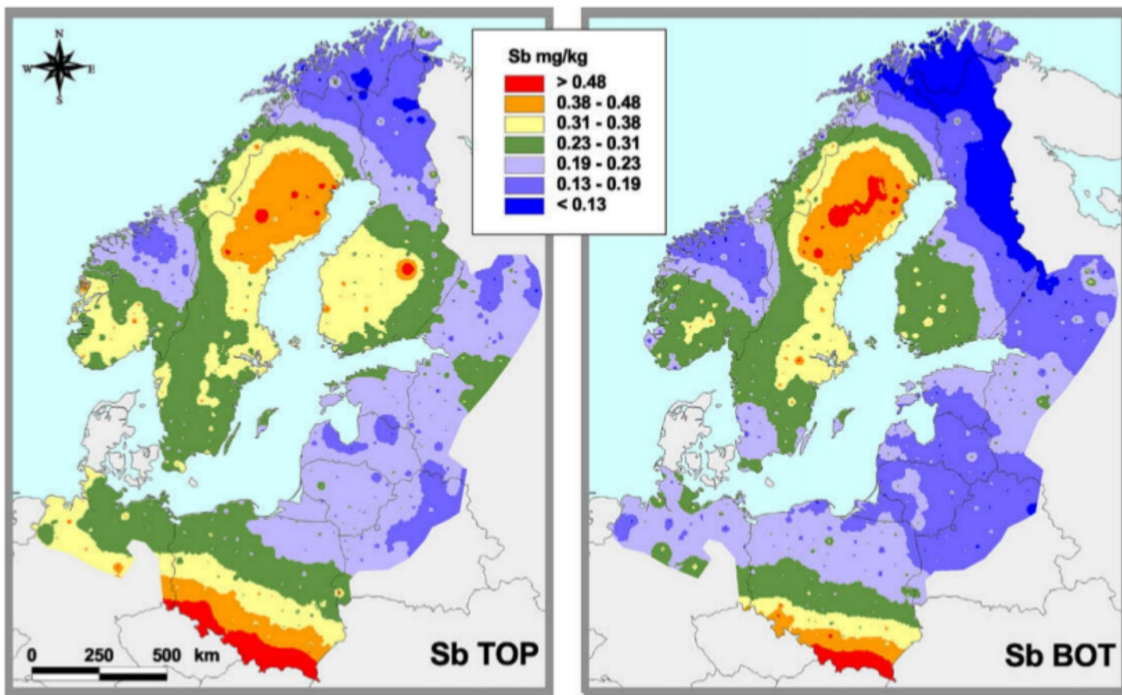 N
W E
S
Sb mg/kg
> 0.48
0.38 - 0.48
0.31 - 0.38
0.23 - 0.31
0.19 - 0.23
0.13 - 0.19
< 0.13
0 250 500 km
Sb TOP
Sb BOT